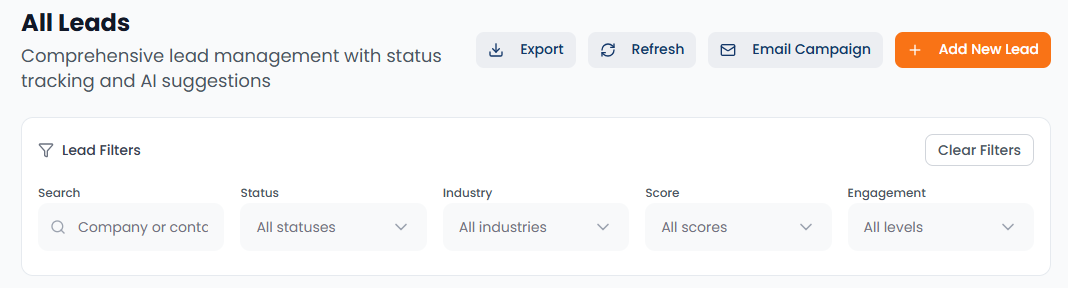 All Leads
Comprehensive lead management with status
tracking and AI suggestions
Export
Refresh
Email Campaign
Add New Lead
Lead Filters
Clear Filters
Search
Status
Industry
Score
Engagement
Company or conta
All statuses
All industries
All scores
All levels